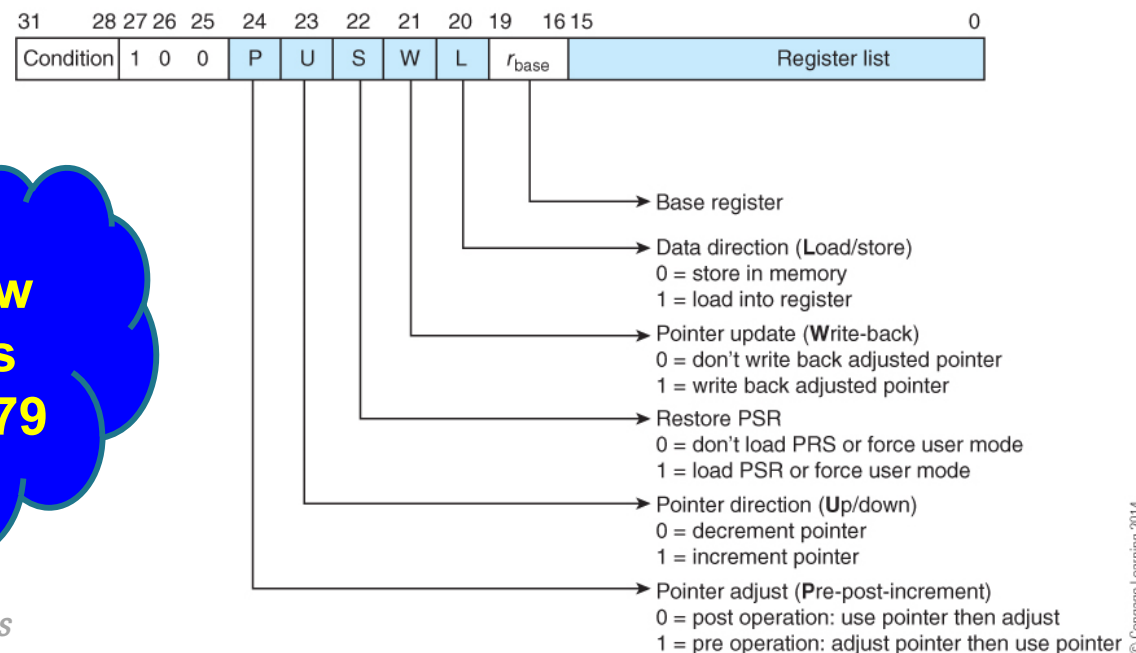 31 28 27 26 25 24 23 22 21 20 19 16 15 0
Condition 1 0 0 P U S W L rbase Register list
Base register
Data direction (Load/store)
0 = store in memory
1 = load into register
Pointer update (Write-back)
0 = don't write back adjusted pointer
1 = write back adjusted pointer
Restore PSR
0 = don't load PRS or force user mode
1 = load PSR or force user mode
Pointer direction (Up/down)
0 = decrement pointer
1 = increment pointer
Pointer adjust (Pre-post-increment)
0 = post operation: use pointer then adjust
1 = pre operation: adjust pointer then use pointer
w
s
79
s
© Cengage Learning 2014